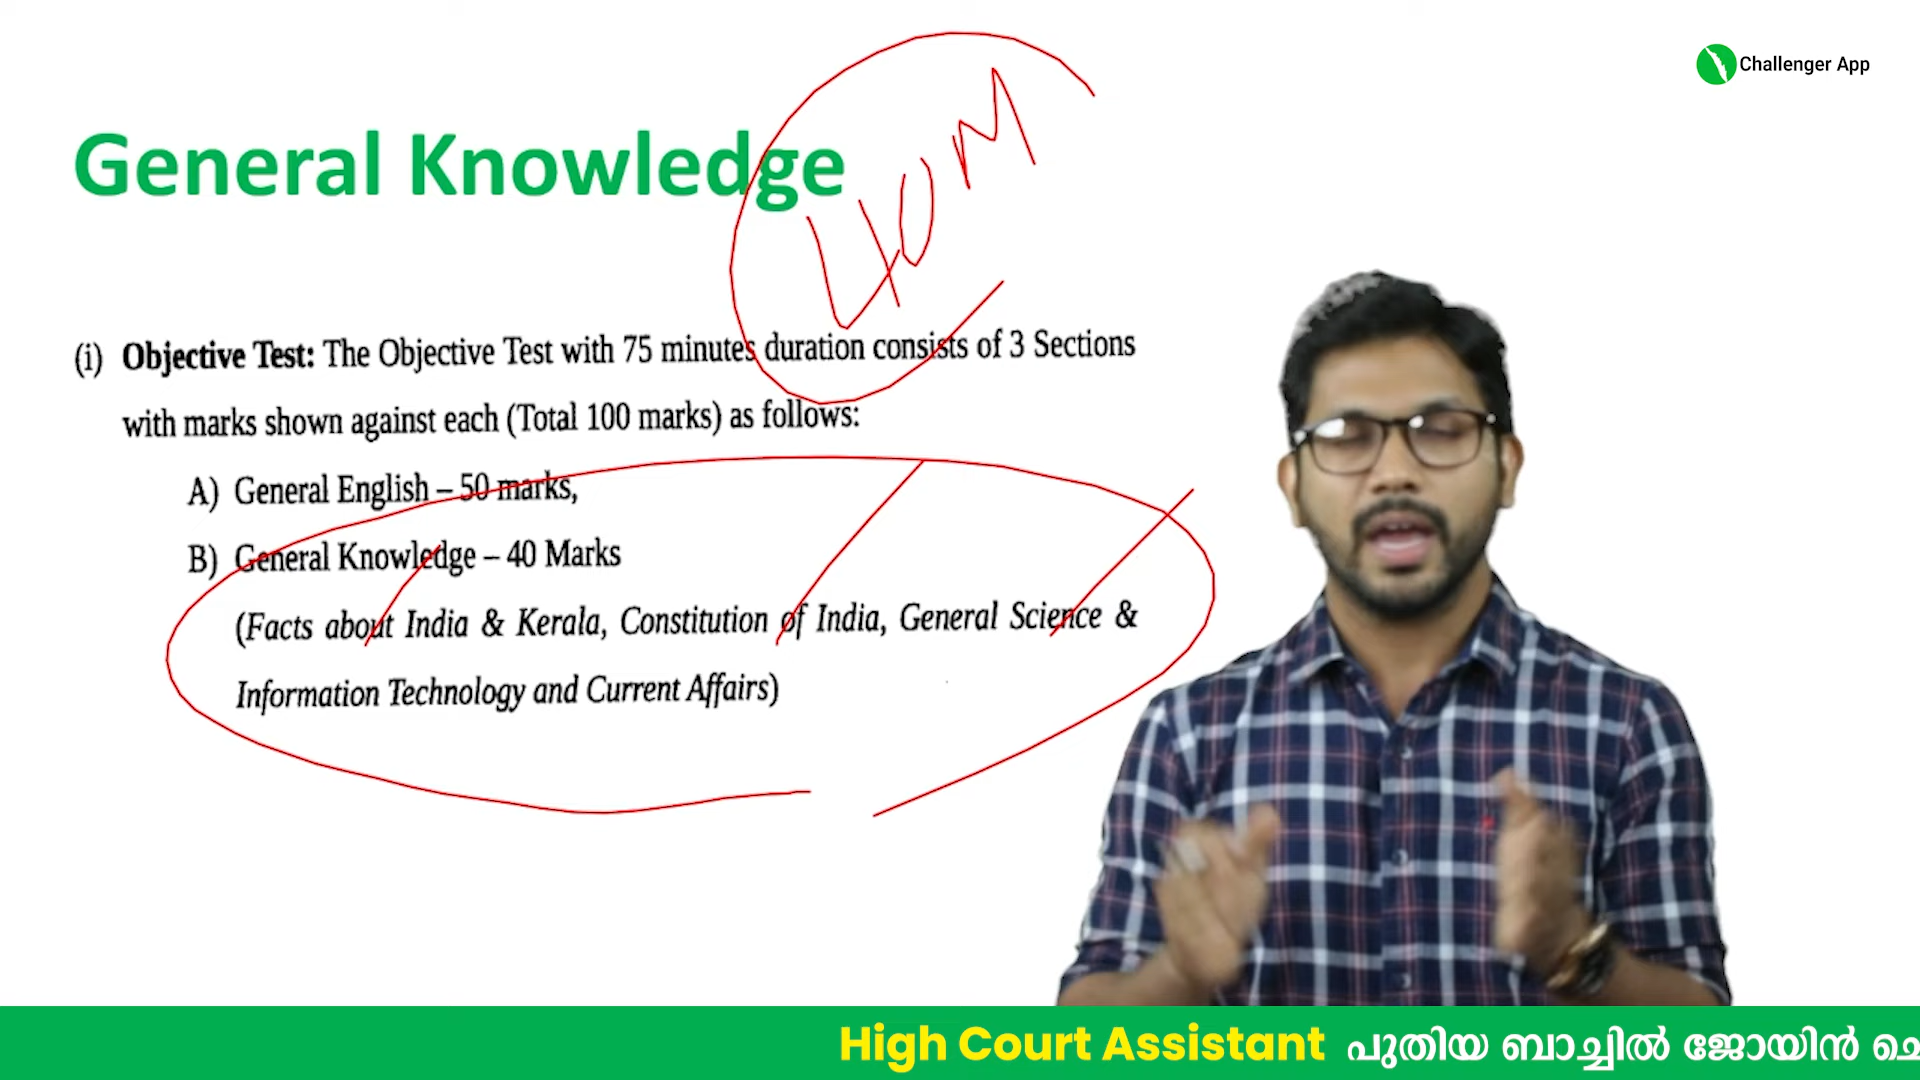 Challenger App
General Knowledge
40M
(i) Objective Test: The Objective Test with 75 minutes duration consists of 3 Sections
with marks shown against each (Total 100 marks) as follows:
A) General English – 50 marks,
B) General Knowledge – 40 Marks
(Facts about India & Kerala, Constitution of India, General Science &
Information Technology and Current Affairs)
High Court Assistant പുതിയ ബാച്ചിൽ ജോയിൻ ചെ